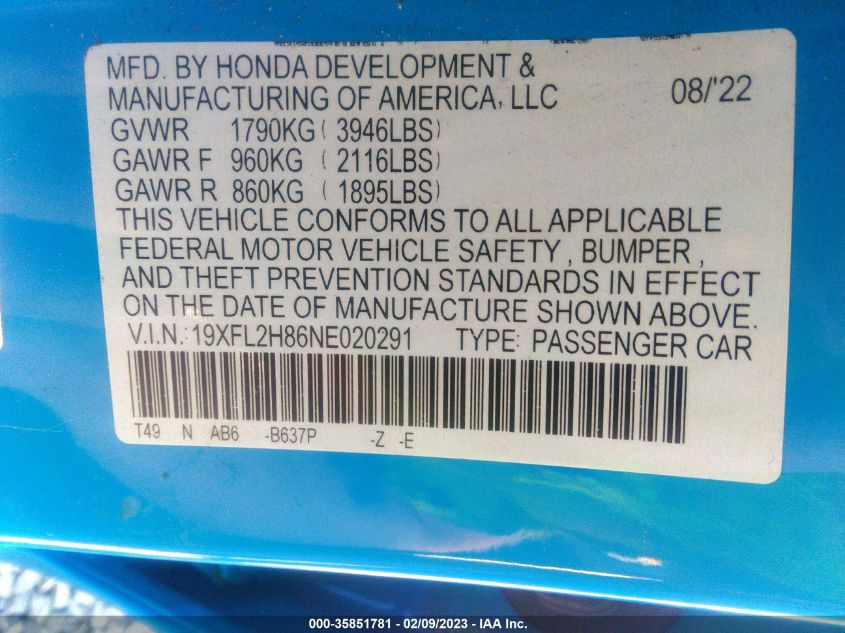 MFD. BY HONDA DEVELOPMENT &
MANUFACTURING OF AMERICA, LLC 08/'22
GVWR 1790KG ( 3946LBS)
GAWR F 960KG ( 2116LBS)
GAWR R 860KG ( 1895LBS)
THIS VEHICLE CONFORMS TO ALL APPLICABLE
FEDERAL MOTOR VEHICLE SAFETY , BUMPER ,
AND THEFT PREVENTION STANDARDS IN EFFECT
ON THE DATE OF MANUFACTURE SHOWN ABOVE.
V.I.N.: 19XFL2H86NE020291 TYPE: PASSENGER CAR
T49 N AB6 -B637P -Z -E
000-35851781 - 02/09/2023 - IAA Inc.